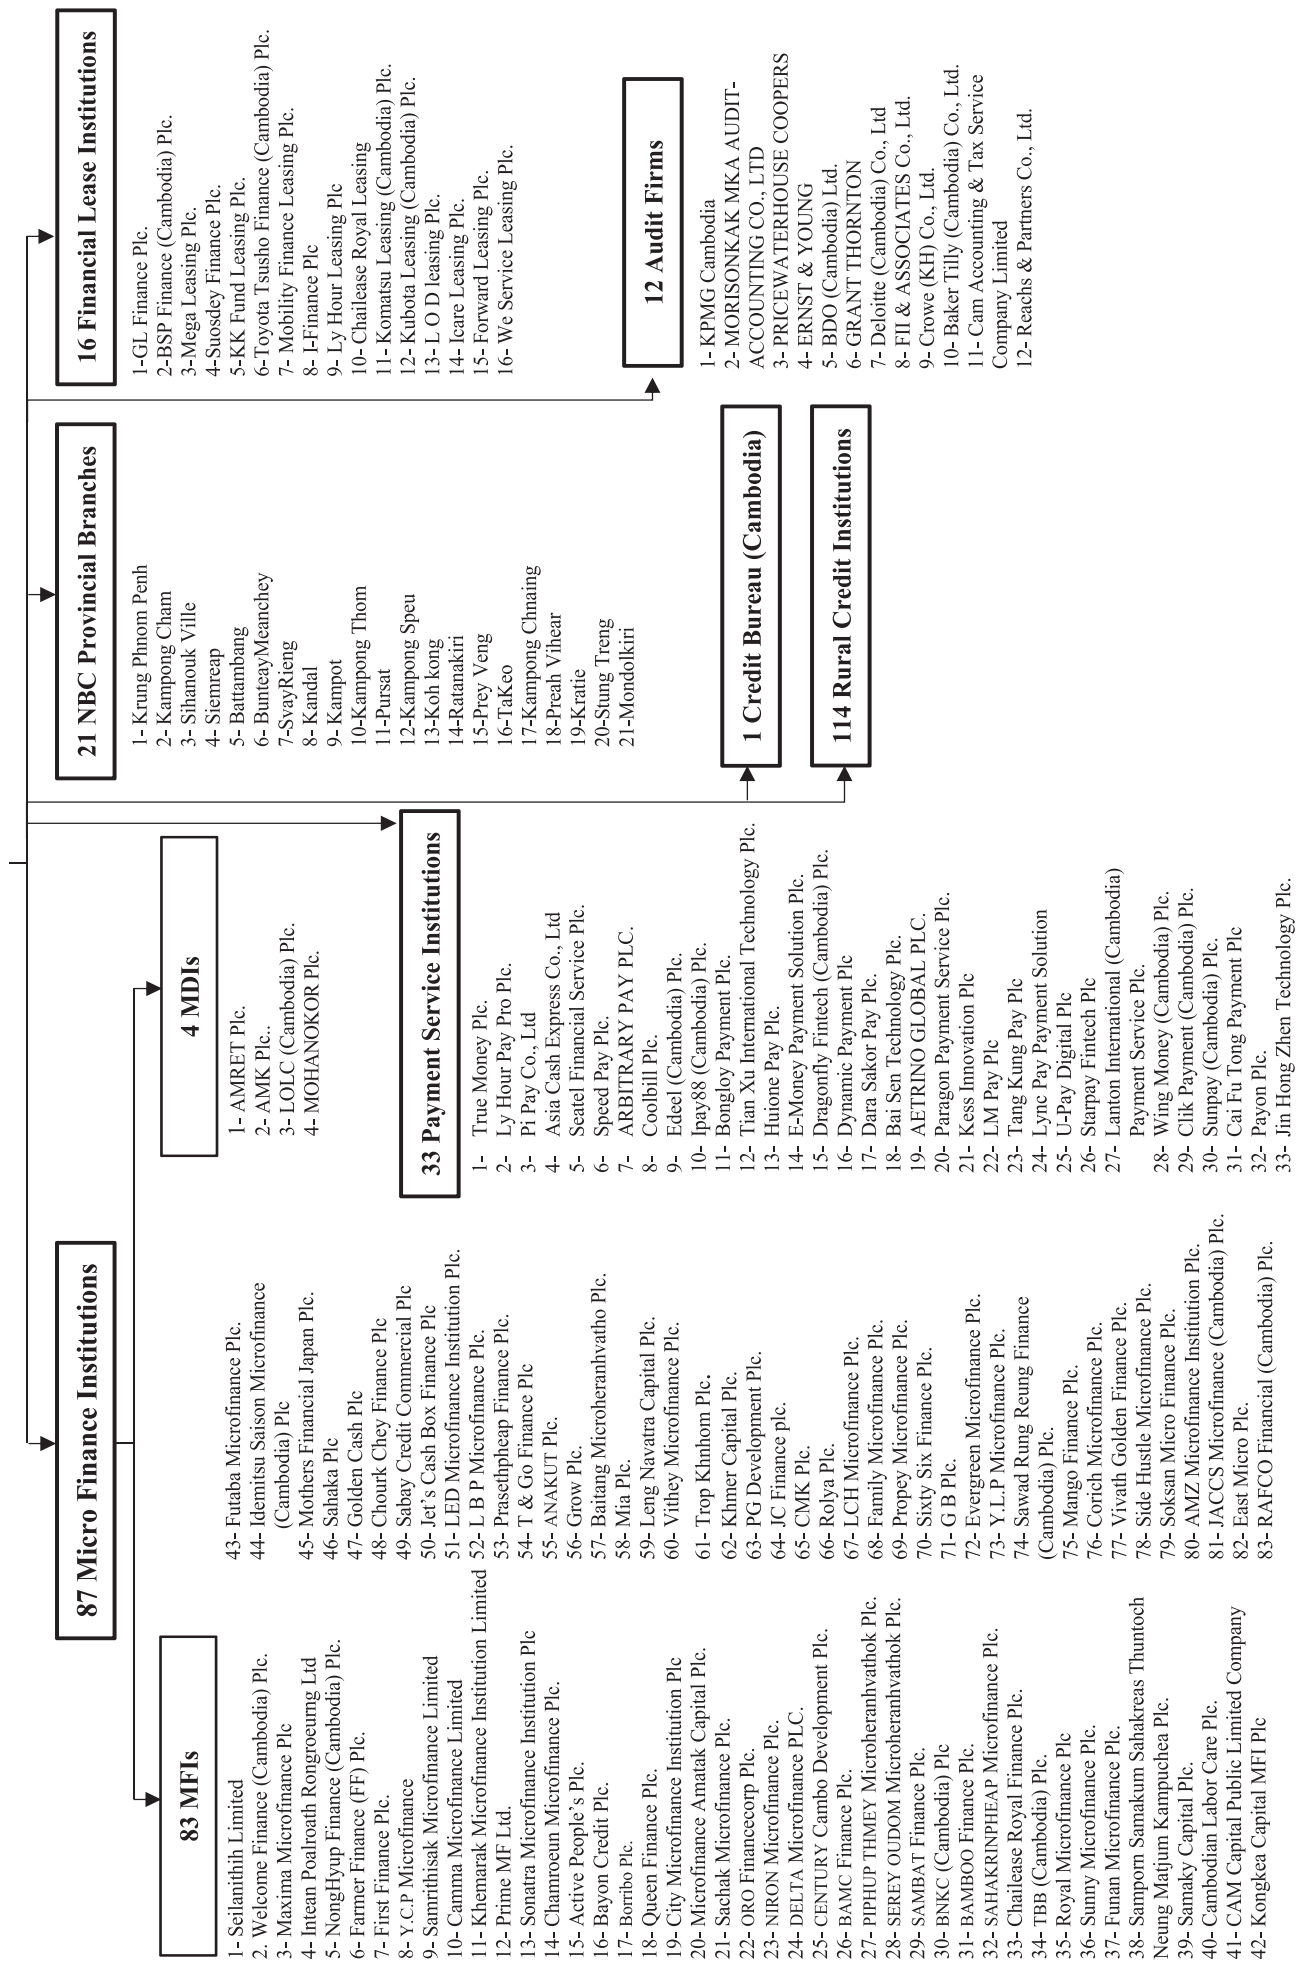 87 Micro Finance Institutions
83 MFIs
1- Seilanithih Limited
2. Welcome Finance (Cambodia) Plc.
3- Maxima Microfinance Plc
4- Intean Poalroath Rongroeurng Ltd
5- NongHyup Finance (Cambodia) Plc.
6- Farmer Finance (FF) Plc.
7- First Finance Plc.
8- Y.C.P Microfinance
9- Samrithisak Microfinance Limited
10- Camma Microfinance Limited
11- Khemarak Microfinance Institution Limited
12- Prime MF Ltd.
13- Sonatra Microfinance Institution Plc
14- Chamroeun Microfinance Plc.
15- Active People's Plc.
16- Bayon Credit Plc.
17- Borribo Plc.
18- Queen Finance Plc.
19- City Microfinance Institution Plc
20- Microfinance Amatak Capital Plc.
21- Sachak Microfinance Plc.
22- ORO Financecorp Plc.
23- NIRON Microfinance Plc.
24- DELTA Microfinance PLC.
25- CENTURY Cambo Development Plc.
26- BAMC Finance Plc.
27- PIPHUP THMEY Microheranhvathok Plc.
28- SEREY OUDOM Microheranhvathok Plc.
29- SAMBAT Finance Plc.
30- BNKC (Cambodia) Plc
31- BAMBOO Finance Plc.
32- SAHAKRINPHEAP Microfinance Plc.
33- Chailease Royal Finance Plc.
34- TBB (Cambodia) Plc.
35- Royal Microfinance Plc
36- Sunny Microfinance Plc.
37- Funan Microfinance Plc.
38- Samporn Samakum Sahakreas Thuntoch
Neung Matjum Kampuchea Plc.
39- Samaky Capital Plc.
40- Cambodian Labor Care Plc.
41- CAM Capital Public Limited Company
42- Kongkea Capital MFI Plc
43- Futaba Microfinance Plc.
44- Idemitsu Saison Microfinance
(Cambodia) Plc
45- Mothers Financial Japan Plc.
46- Sahaka Plc
47- Golden Cash Plc
48- Chourk Chey Finance Plc
49- Sabay Credit Commercial Plc
50- Jet's Cash Box Finance Plc
51- LED Microfinance Institution Plc.
52- L B P Microfinance Plc.
53- Prasethpheap Finance Plc.
54- T & Go Finance Plc
55- ANAKUT Plc.
56- Grow Plc.
57- Baitang Microheranhvatho Plc.
58- Mia Plc.
59- Leng Navatra Capital Plc.
60- Vithey Microfinance Plc.
61- Trop Khnhom Plc.
62- Khmer Capital Plc.
63- PG Development Plc.
64- JC Finance plc.
65- CMK Plc.
66- Rolya Plc.
67- LCH Microfinance Plc.
68- Family Microfinance Plc.
69- Propey Microfinance Plc.
70- Sixty Six Finance Plc.
71- G B Plc.
72- Evergreen Microfinance Plc.
73- Y.L.P Microfinance Plc.
74- Sawad Rung Reung Finance
(Cambodia) Plc.
75- Mango Finance Plc.
76- Corich Microfinance Plc.
77- Vivath Golden Finance Plc.
78- Side Hustle Microfinance Plc.
79- Soksan Micro Finance Plc.
80- AMZ Microfinance Institution Plc.
81- JACCS Microfinance (Cambodia) Plc.
82- East Micro Plc.
83- RAFCO Financial (Cambodia) Plc.
4 MDIs
1- AMRET Plc.
2- AMK Plc..
3- LOLC (Cambodia) Plc.
4- MOHANOKOR Plc.
33 Payment Service Institutions
1- True Money Plc.
2- Ly Hour Pay Pro Plc.
3- Pi Pay Co., Ltd
4- Asia Cash Express Co., Ltd
5- Seatel Financial Service Plc.
6- Speed Pay Plc.
7- ARBITRARY PAY PLC.
8- Coolbill Plc.
9- Edeel (Cambodia) Plc.
10- Ipay88 (Cambodia) Plc.
11- Bongloy Payment Plc.
12- Tian Xu International Technology Plc.
13- Huione Pay Plc.
14- E-Money Payment Solution Plc.
15- Dragonfly Fintech (Cambodia) Plc.
16- Dynamic Payment Plc
17- Dara Sakor Pay Plc.
18- Bai Sen Technology Plc.
19- AETRINO GLOBAL PLC.
20- Paragon Payment Service Plc.
21- Kess Innovation Plc
22- LM Pay Plc
23- Tang Kung Pay Plc
24- Lync Pay Payment Solution
25- U-Pay Digital Plc
26- Starpay Fintech Plc
27- Lanton International (Cambodia)
Payment Service Plc.
28- Wing Money (Cambodia) Plc.
29- Clik Payment (Cambodia) Plc.
30- Sunpay (Cambodia) Plc.
31- Cai Fu Tong Payment Plc
32- Payon Plc.
33- Jin Hong Zhen Technology Plc.
21 NBC Provincial Branches
1- Krung Phnom Penh
2- Kampong Cham
3- Sihanouk Ville
4- Siemreap
5- Battambang
6- BunteayMeanchey
7-SvayRieng
8- Kandal
9- Kampot
10-Kampong Thom
11-Pursat
12-Kampong Speu
13-Koh kong
14-Ratanakiri
15-Prey Veng
16-TaKeo
17-Kampong Chnaing
18-Preah Vihear
19-Kratie
20-Stung Treng
21-Mondolkiri
1 Credit Bureau (Cambodia)
114 Rural Credit Institutions
16 Financial Lease Institutions
1-GL Finance Plc.
2-BSP Finance (Cambodia) Plc.
3-Mega Leasing Plc.
4-Suosdey Finance Plc.
5-KK Fund Leasing Plc.
6-Toyota Tsusho Finance (Cambodia) Plc.
7- Mobility Finance Leasing Plc.
8- I-Finance Plc
9- Ly Hour Leasing Plc
10- Chailease Royal Leasing
11- Komatsu Leasing (Cambodia) Plc.
12- Kubota Leasing (Cambodia) Plc.
13- L O D leasing Plc.
14- Icare Leasing Plc.
15- Forward Leasing Plc.
16- We Service Leasing Plc.
12 Audit Firms
1- KPMG Cambodia
2- MORISONKAK MKA AUDIT-
ACCOUNTING CO., LTD
3- PRICEWATERHOUSE COOPERS
4- ERNST & YOUNG
5- BDO (Cambodia) Ltd.
6- GRANT THORNTON
7- Deloitte (Cambodia) Co., Ltd
8- FII & ASSOCIATES Co., Ltd.
9- Crowe (KH) Co., Ltd.
10- Baker Tilly (Cambodia) Co., Ltd.
11- Cam Accounting & Tax Service
Company Limited
12- Reachs & Partners Co., Ltd.